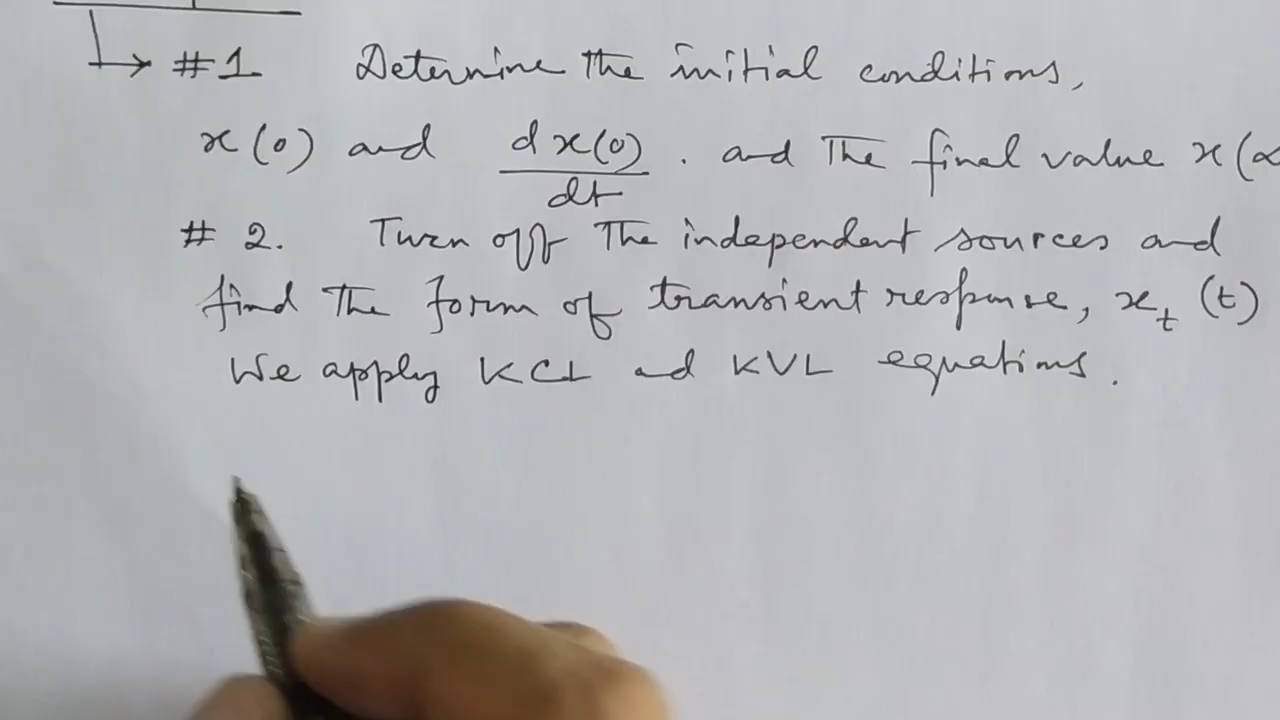 #1 Determine the initial conditions,
x(0) and dx(0)/dt . and the final value x(∝
# 2. Turn off the independent sources and
find the form of transient response, xₜ (t)
We apply KCL and KVL equations.